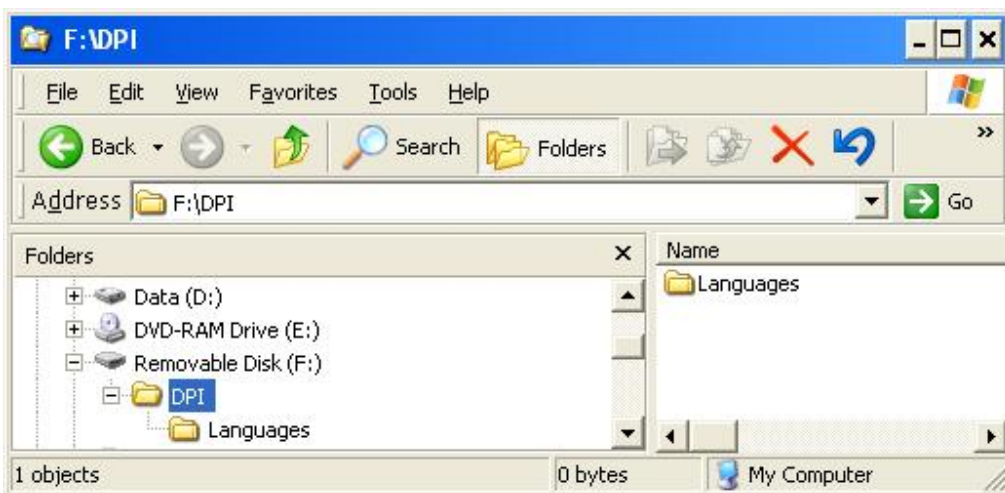 F:\DPI
File Edit View Favorites Tools Help
Back Search Folders »
Address F:\DPI Go
Folders
Data (D:)
DVD-RAM Drive (E:)
Removable Disk (F:)
DPI
Languages
Name
Languages
1 objects 0 bytes My Computer